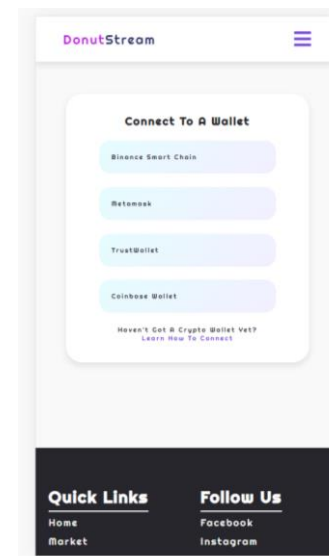 DonutStream
Connect To A Wallet
Binance Smart Chain
Metamask
TrustWallet
Coinbase Wallet
Haven't Got A Crypto Wallet Yet?
Learn How To Connect
Quick Links
Follow Us
Home
Facebook
Market
Instagram